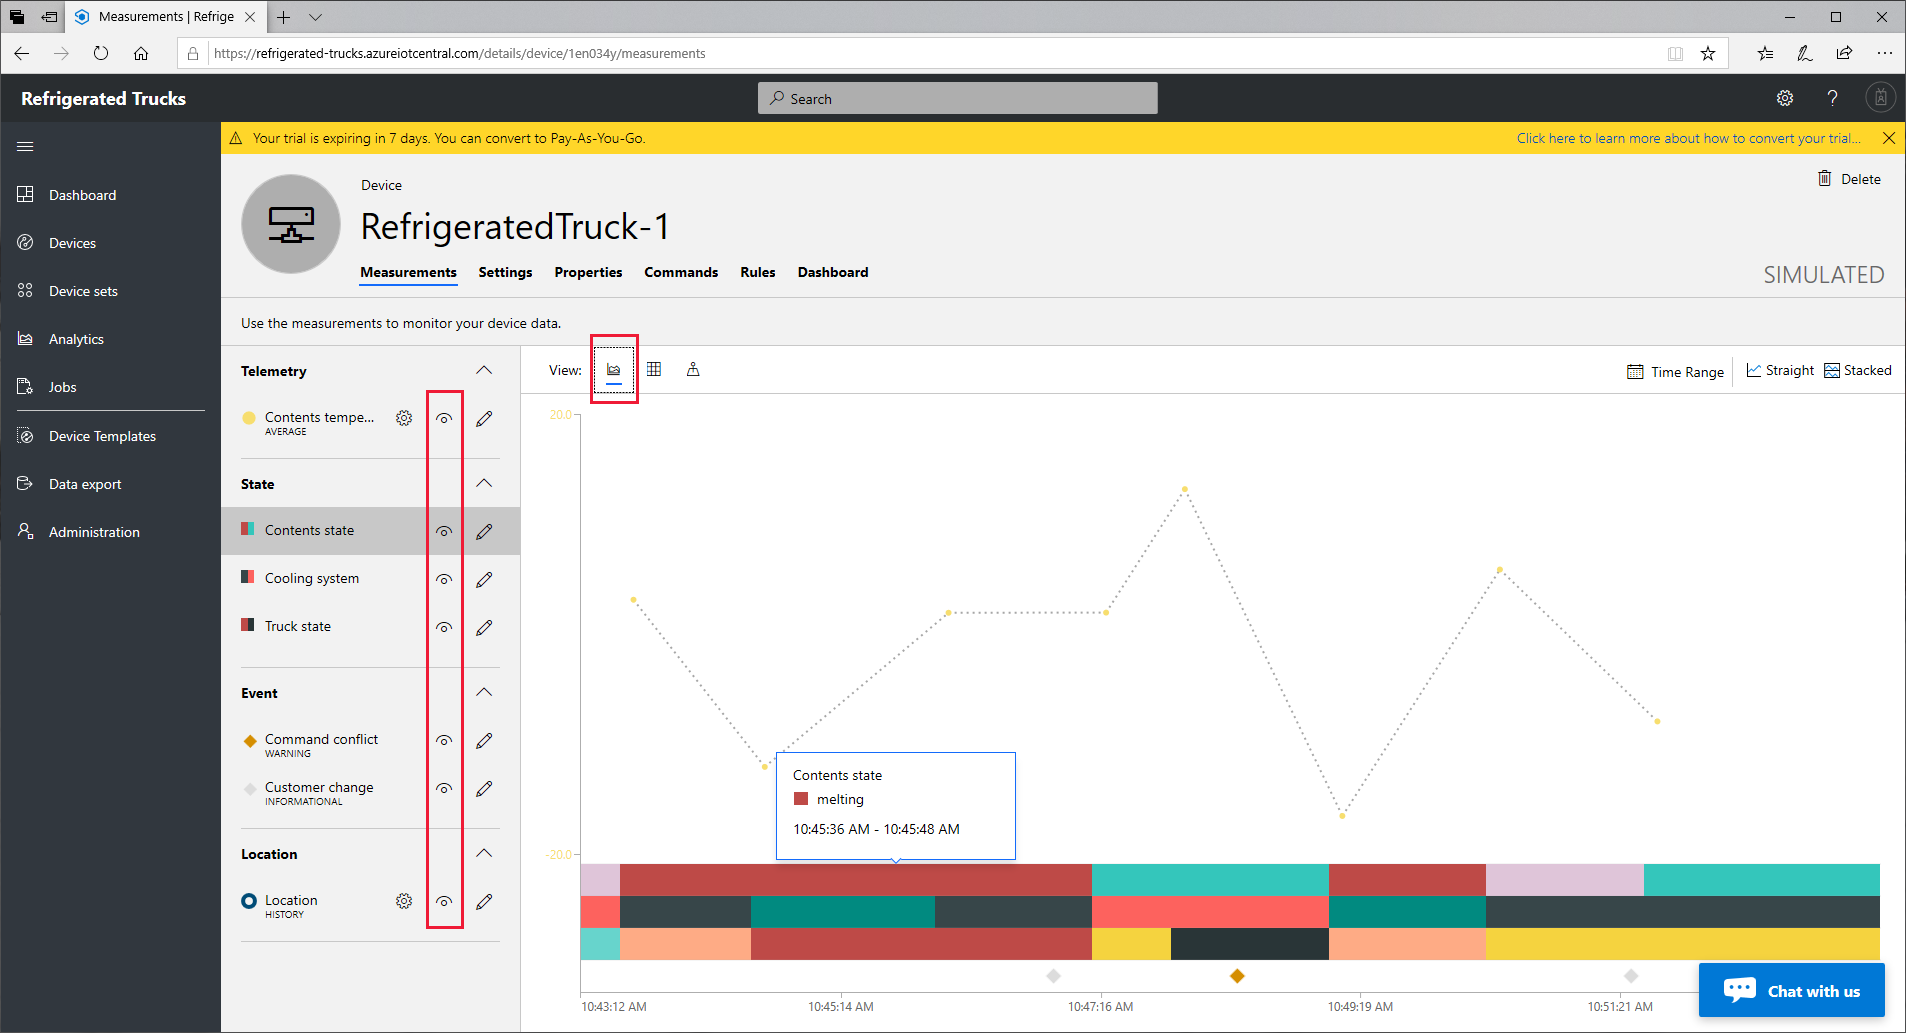 Measurements | Refrige
https://refrigerated-trucks.azureiotcentral.com/details/device/1en034y/measurements
Refrigerated Trucks
Search
?
Your trial is expiring in 7 days. You can convert to Pay-As-You-Go.
Click here to learn more about how to convert your trial...
Dashboard
Devices
Device sets
Analytics
Jobs
Device Templates
Data export
Administration
Device
Delete
RefrigeratedTruck-1
Measurements Settings Properties Commands Rules Dashboard
SIMULATED
Use the measurements to monitor your device data.
Telemetry
Contents tempe...
AVERAGE
State
Contents state
Cooling system
Truck state
Event
Command conflict
WARNING
Customer change
INFORMATIONAL
Location
Location
HISTORY
View:
Time Range
Straight
Stacked
20.0
-20.0
Contents state
melting
10:45:36 AM - 10:45:48 AM
10:43:12 AM 10:45:14 AM 10:47:16 AM 10:49:19 AM 10:51:21 AM
Chat with us